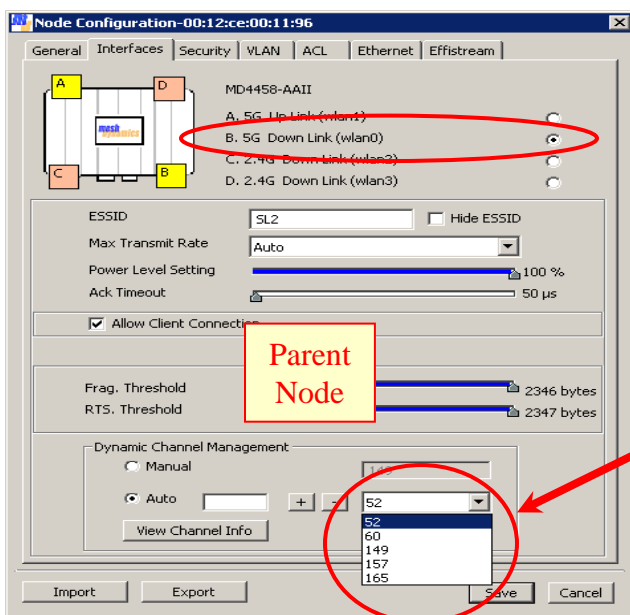 Node Configuration-00:12:ce:00:11:96
General Interfaces Security VLAN ACL Ethernet Effistream
A
D
C
B
mesh dynamics
MD4458-AAII
A. 5G Up Link (wlan1)
B. 5G Down Link (wlan0)
C. 2.4G Down Link (wlan2)
D. 2.4G Down Link (wlan3)
ESSID SL2 Hide ESSID
Max Transmit Rate Auto
Power Level Setting 100 %
Ack Timeout 50 µs
Allow Client Connection
Parent
Node
Frag. Threshold 2346 bytes
RTS. Threshold 2347 bytes
Dynamic Channel Management
Manual 149
Auto + - 52
52
60
149
157
165
View Channel Info
Import Export Save Cancel